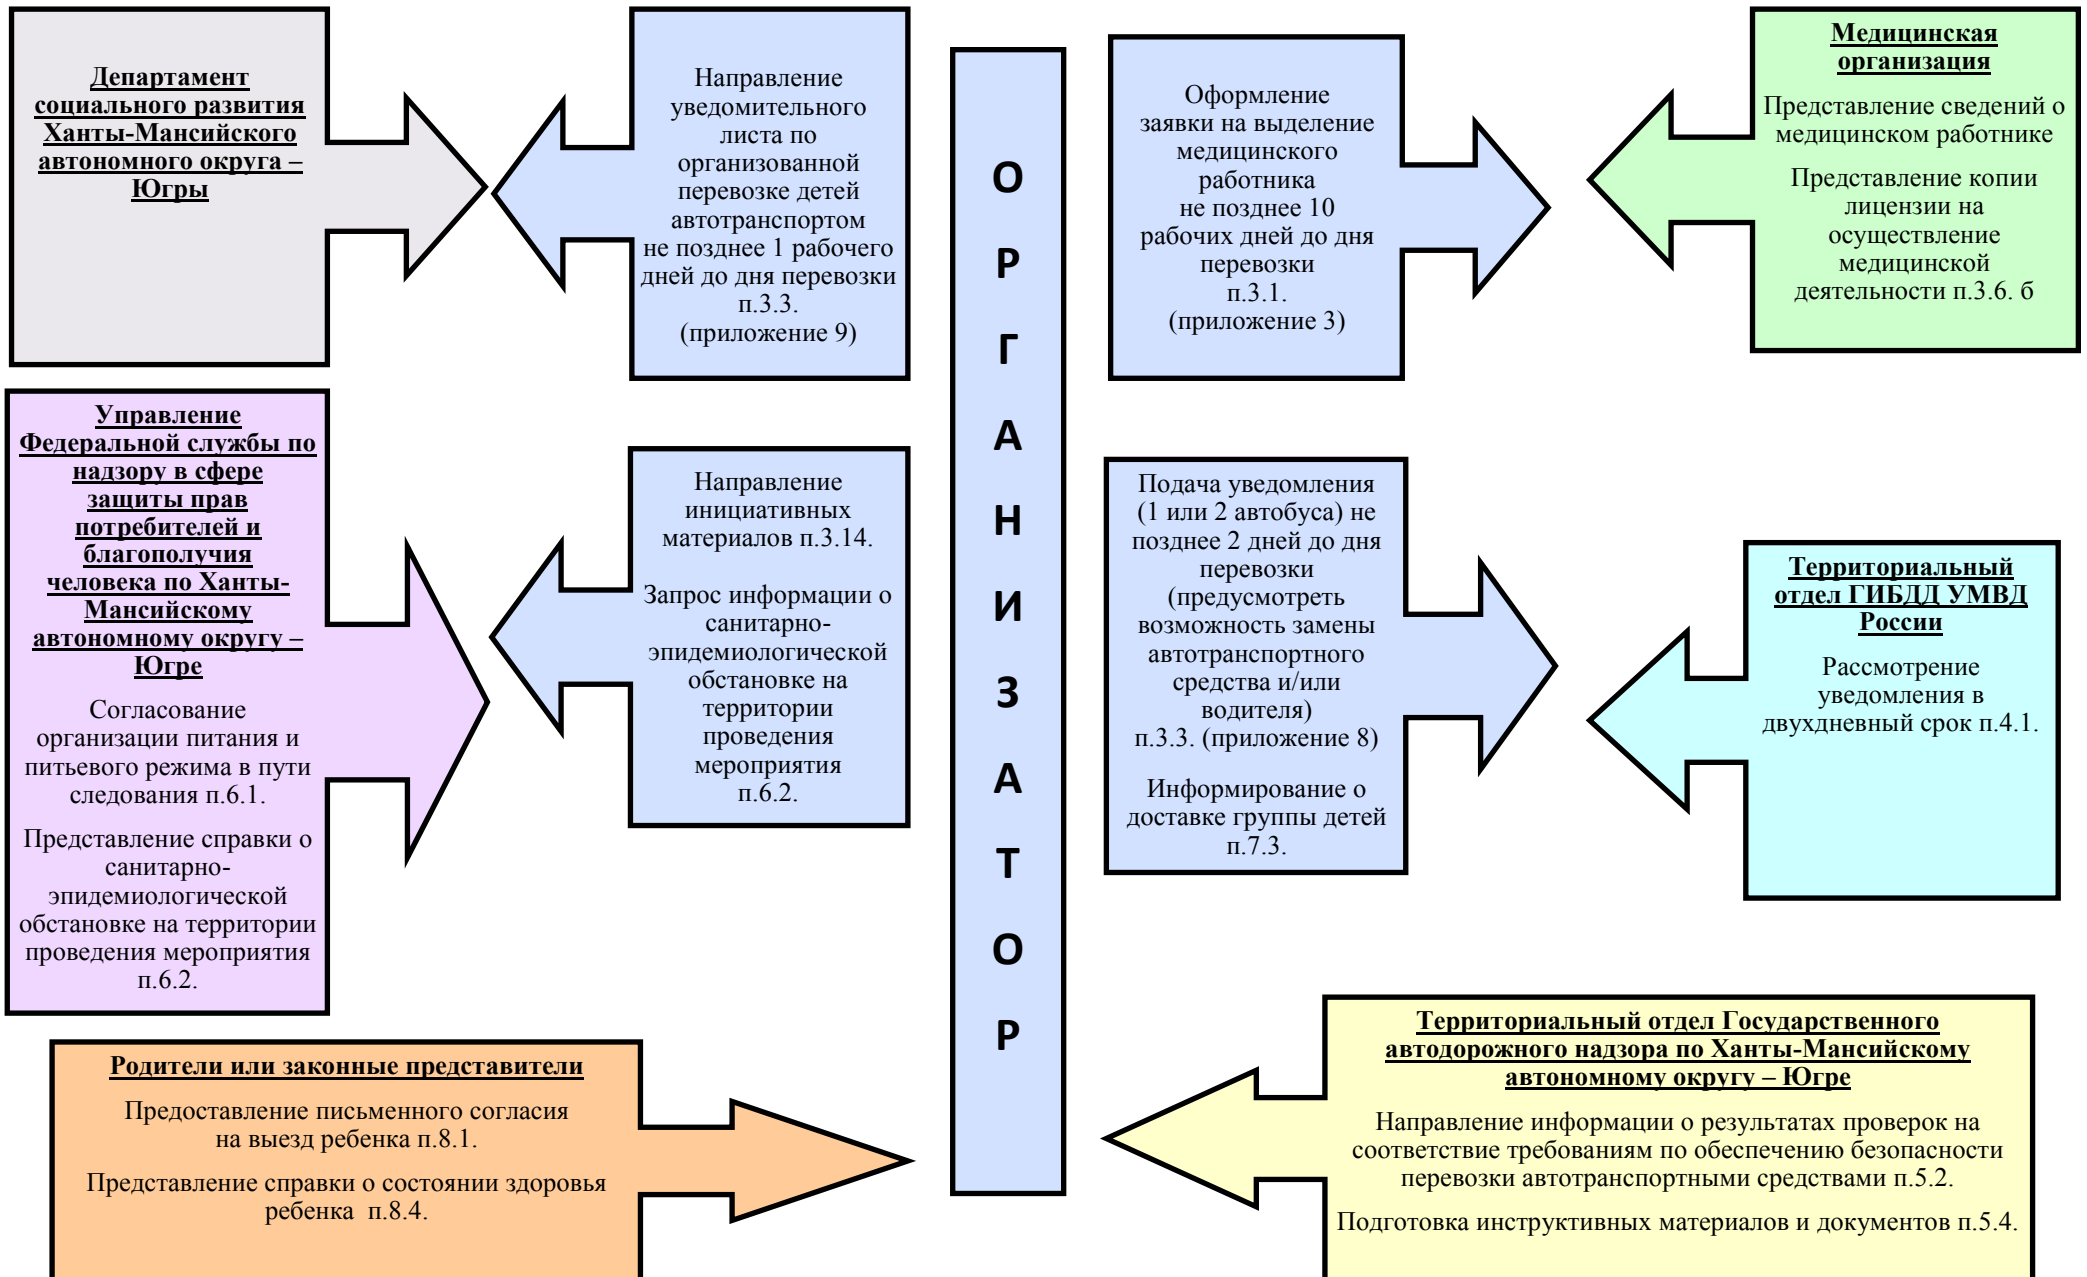 Департамент
социального развития
Ханты-Мансийского
автономного округа –
Югры
Направление
уведомительного
листа по
организованной
перевозке детей
автотранспортом
не позднее 1 рабочего
дней до дня перевозки
п.3.3.
(приложение 9)
Управление
Федеральной службы по
надзору в сфере
защиты прав
потребителей и
благополучия
человека по Ханты-
Мансийскому
автономному округу –
Югре
Согласование
организации питания и
питьевого режима в пути
следования п.6.1.
Представление справки о
санитарно-
эпидемиологической
обстановке на территории
проведения мероприятия
п.6.2.
Направление
инициативных
материалов п.3.14.
Запрос информации о
санитарно-
эпидемиологической
обстановке на
территории
проведения
мероприятия
п.6.2.
Родители или законные представители
Предоставление письменного согласия
на выезд ребенка п.8.1.
Представление справки о состоянии здоровья
ребенка п.8.4.
О
Р
Г
А
Н
И
З
А
Т
О
Р
Оформление
заявки на выделение
медицинского
работника
не позднее 10
рабочих дней до дня
перевозки
п.3.1.
(приложение 3)
Медицинская
организация
Представление сведений о
медицинском работнике
Представление копии
лицензии на
осуществление
медицинской
деятельности п.3.6. б
Подача уведомления
(1 или 2 автобуса) не
позднее 2 дней до дня
перевозки
(предусмотреть
возможность замены
автотранспортного
средства и/или
водителя)
п.3.3. (приложение 8)
Информирование о
доставке группы детей
п.7.3.
Территориальный
отдел ГИБДД УМВД
России
Рассмотрение
уведомления в
двухдневный срок п.4.1.
Территориальный отдел Государственного
автодорожного надзора по Ханты-Мансийскому
автономному округу – Югре
Направление информации о результатах проверок на
соответствие требованиям по обеспечению безопасности
перевозки автотранспортными средствами п.5.2.
Подготовка инструктивных материалов и документов п.5.4.